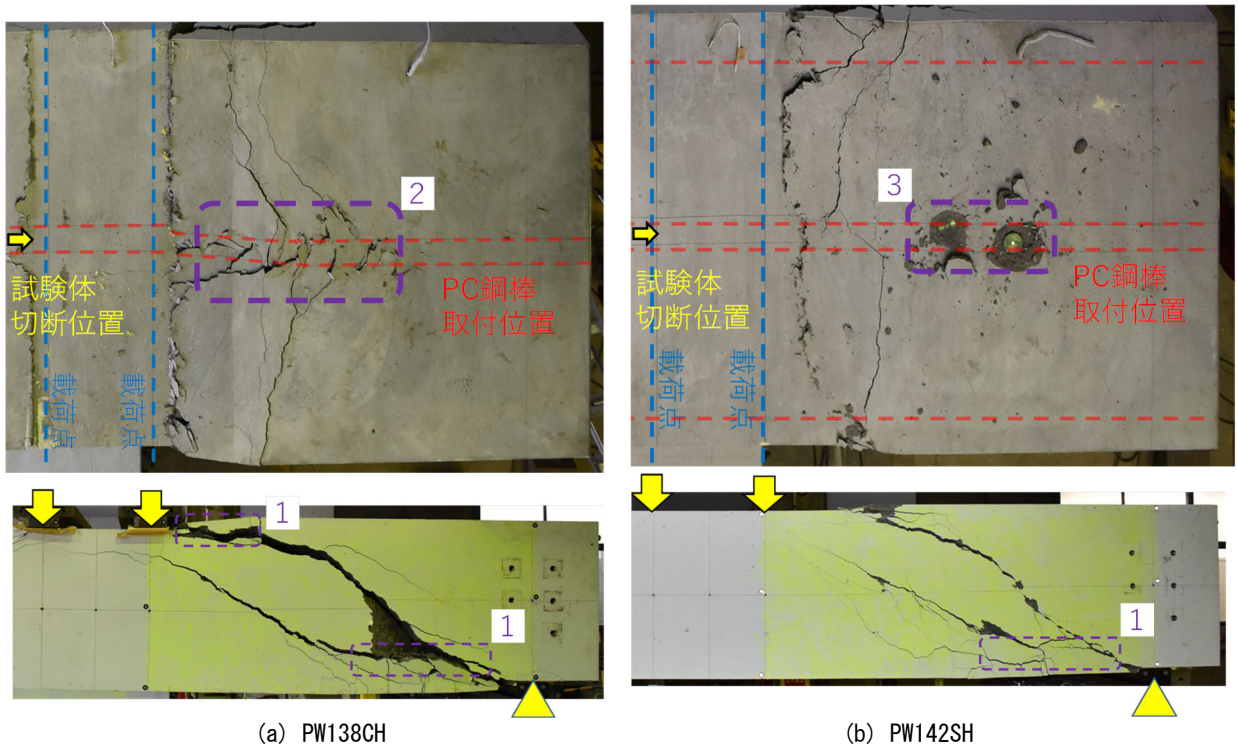 2
試験体
切断位置
載荷点
載荷点
PC鋼棒
取付位置
1
1
(a) PW138CH
3
試験体
切断位置
載荷点
載荷点
PC鋼棒
取付位置
1
(b) PW142SH